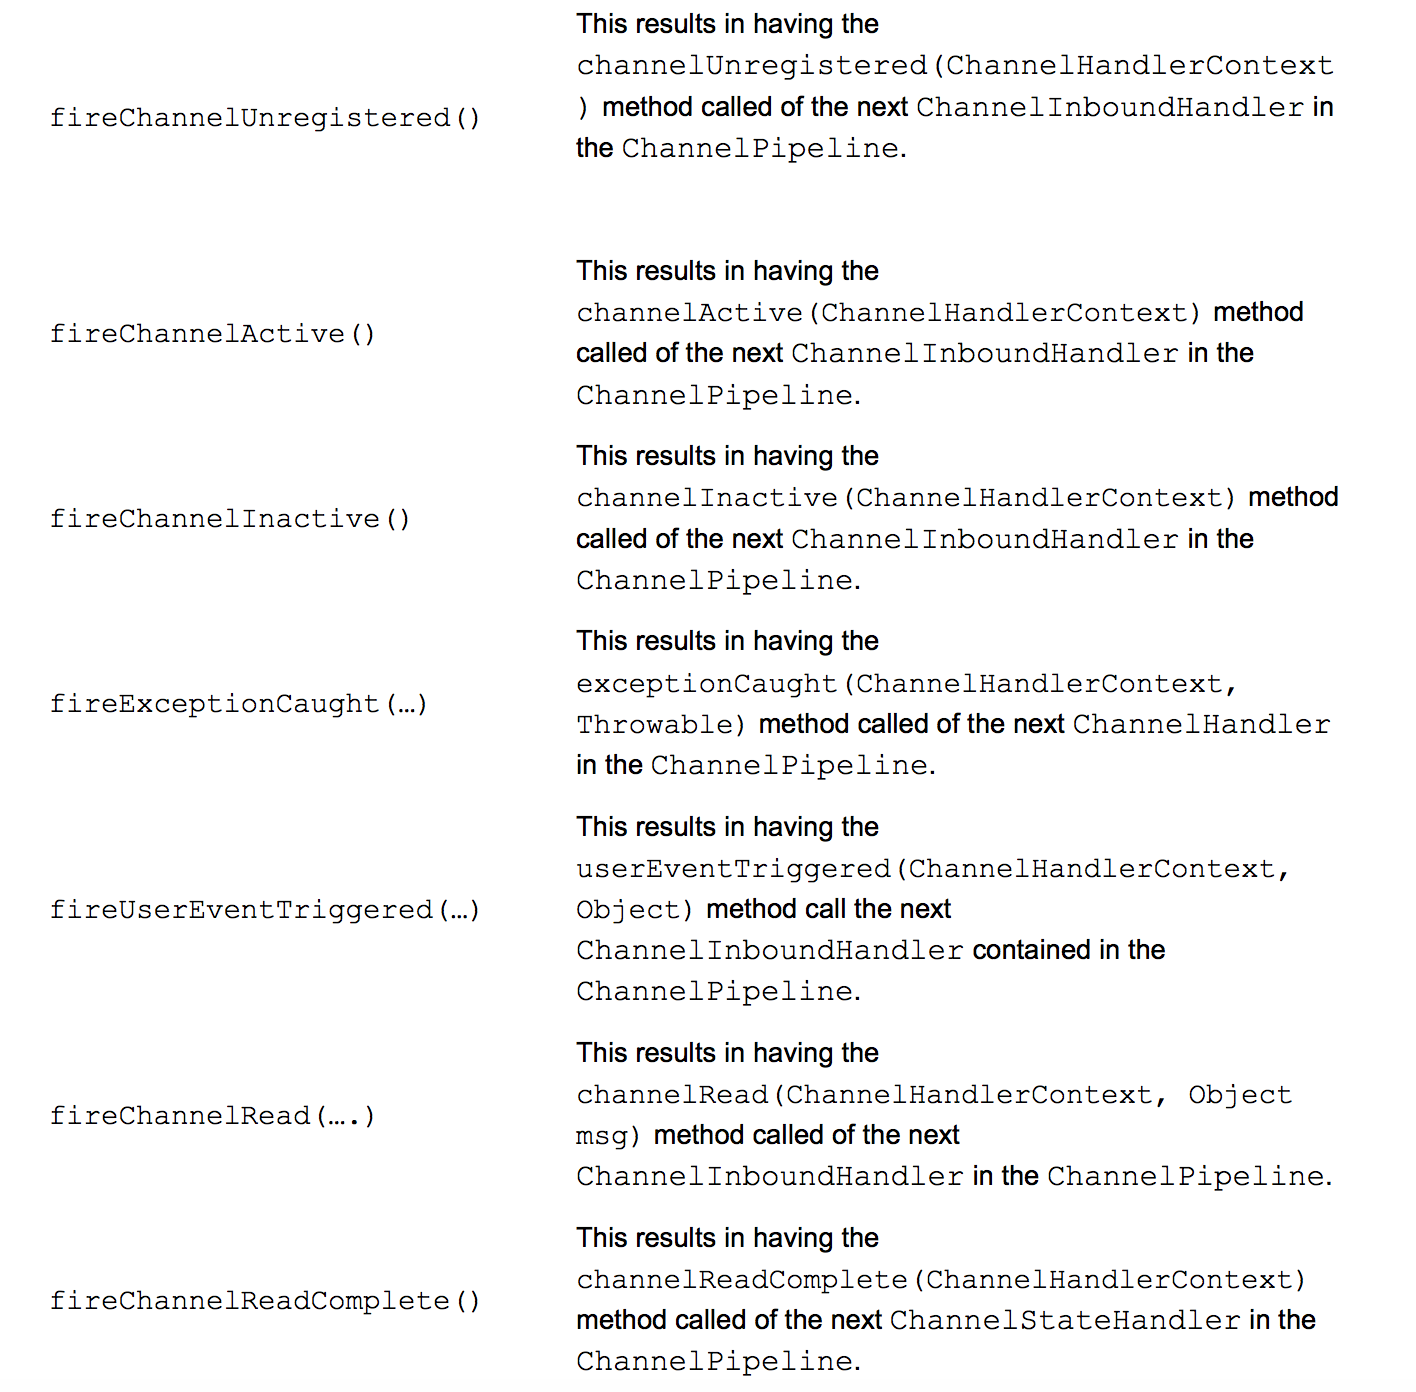 This results in having the
channelUnregistered(ChannelHandlerContext
fireChannelUnregistered()
) method called of the next ChannelInboundHandler in
the ChannelPipeline.
This results in having the
channelActive(ChannelHandlerContext) method
fireChannelActive()
called of the next ChannelInboundHandler in the
ChannelPipeline.
This results in having the
channelInactive(ChannelHandlerContext) method
fireChannelInactive()
called of the next ChannelInboundHandler in the
ChannelPipeline.
This results in having the
exceptionCaught(ChannelHandlerContext,
fireExceptionCaught(…)
Throwable) method called of the next ChannelHandler
in the ChannelPipeline.
This results in having the
userEventTriggered(ChannelHandlerContext,
fireUserEventTriggered(…)
Object) method call the next
ChannelInboundHandler contained in the
ChannelPipeline.
This results in having the
channelRead(ChannelHandlerContext, Object
fireChannelRead(….)
msg) method called of the next
ChannelInboundHandler in the ChannelPipeline.
This results in having the
channelReadComplete(ChannelHandlerContext)
fireChannelReadComplete()
method called of the next ChannelStateHandler in the
ChannelPipeline.